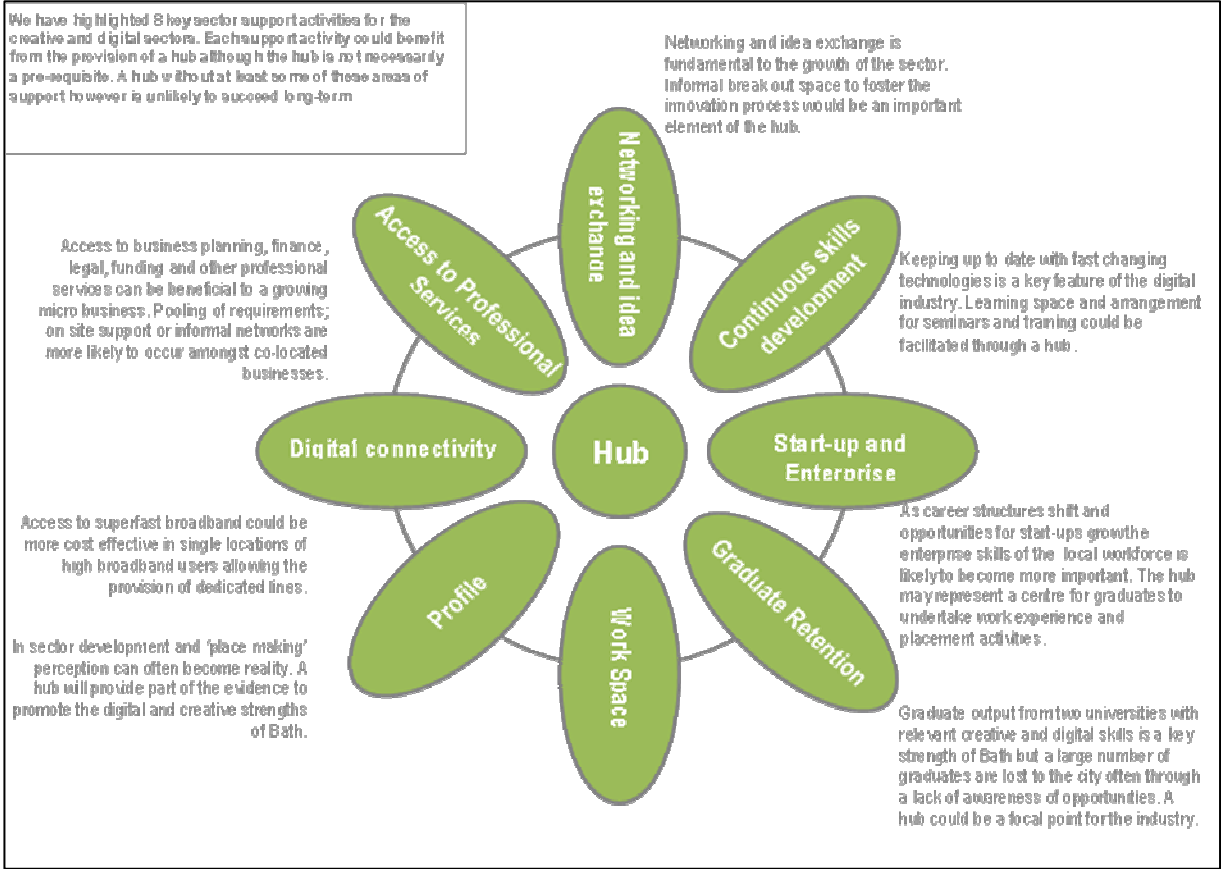 We have highlighted 8 key sector support activities for the
creative and digital sectors. Each support activity could benefit
from the provision of a hub although the hub is not necessarily
a pre-requisite. A hub without at least some of these areas of
support however is unlikely to succeed long-term
Networking and idea exchange is
fundamental to the growth of the sector.
Informal break out space to foster the
innovation process would be an important
element of the hub.
Networking and idea
exchange
Continuous skills
development
Keeping up to date with fast changing
technologies is a key feature of the digital
industry. Learning space and arrangement
for seminars and training could be
facilitated through a hub.
Start-up and
Enterprise
As career structures shift and
opportunities for start-ups grow the
enterprise skills of the local workforce is
likely to become more important. The hub
may represent a centre for graduates to
undertake work experience and
placement activities.
Graduate Retention
Graduate output from two universities with
relevant creative and digital skills is a key
strength of Bath but a large number of
graduates are lost to the city often through
a lack of awareness of opportunities. A
hub could be a focal point for the industry.
Work Space
Profile
In sector development and 'place making'
perception can often become reality. A
hub will provide part of the evidence to
promote the digital and creative strengths
of Bath.
Digital connectivity
Access to superfast broadband could be
more cost effective in single locations of
high broadband users allowing the
provision of dedicated lines.
Access to Professional
Services
Access to business planning, finance,
legal, funding and other professional
services can be beneficial to a growing
micro business. Pooling of requirements;
on site support or informal networks are
more likely to occur amongst co-located
businesses.
Hub